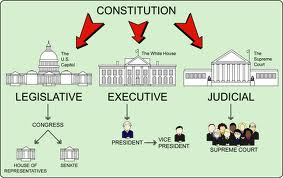 CONSTITUTION
The
U.S.
Capitol
The White House
The
Supreme
Court
LEGISLATIVE
EXECUTIVE
JUDICIAL
CONGRESS
HOUSE OF
REPRESENTATIVES
SENATE
PRESIDENT
VICE
PRESIDENT
SUPREME COURT